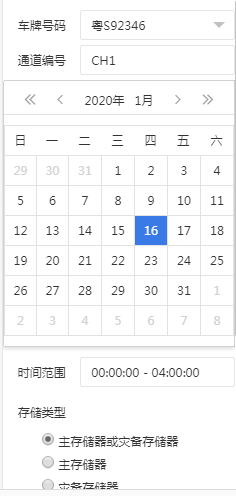 车牌号码 粤S92346
通道编号 CH1
2020年 1月
日 一 二 三 四 五 六
29 30 31 1 2 3 4
5 6 7 8 9 10 11
12 13 14 15 16 17 18
19 20 21 22 23 24 25
26 27 28 29 30 31 1
2 3 4 5 6 7 8
时间范围 00:00:00 - 04:00:00
存储类型
主存储器或灾备存储器
主存储器
灾备存储器